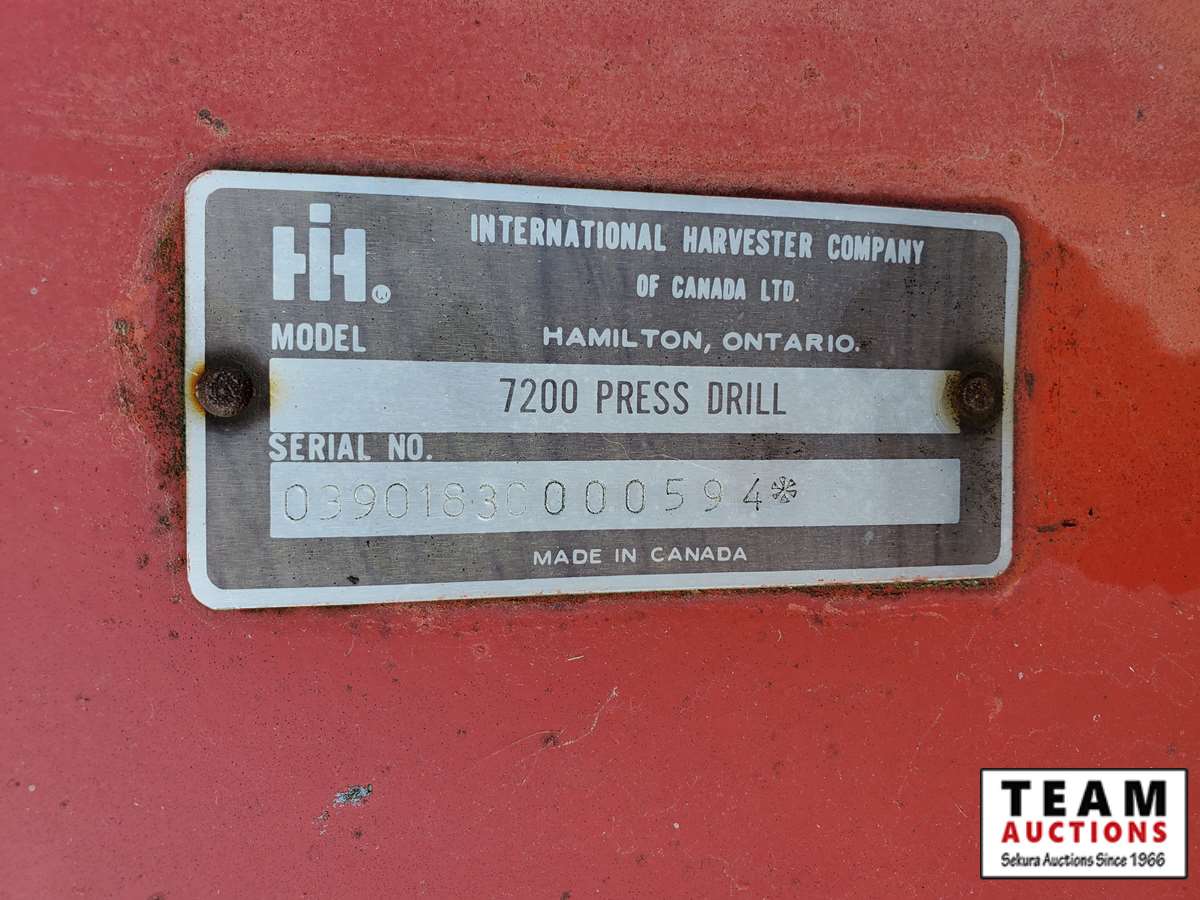 IH
INTERNATIONAL HARVESTER COMPANY
OF CANADA LTD.
MODEL
HAMILTON, ONTARIO.
7200 PRESS DRILL
SERIAL NO.
0390183C000594*
MADE IN CANADA
TEAM
AUCTIONS
Sekura Auctions Since 1966